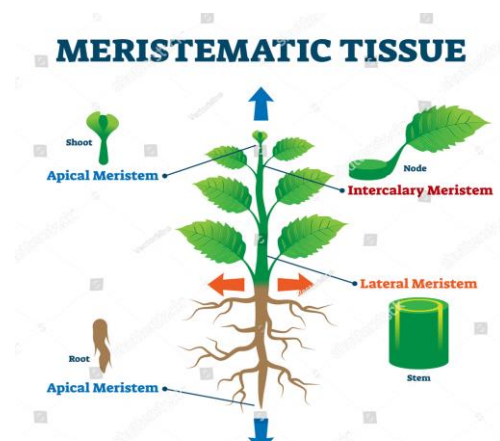 MERISTEMATIC TISSUE
Shoot
Apical Meristem
Node
Intercalary Meristem
Lateral Meristem
Root
Stem
Apical Meristem